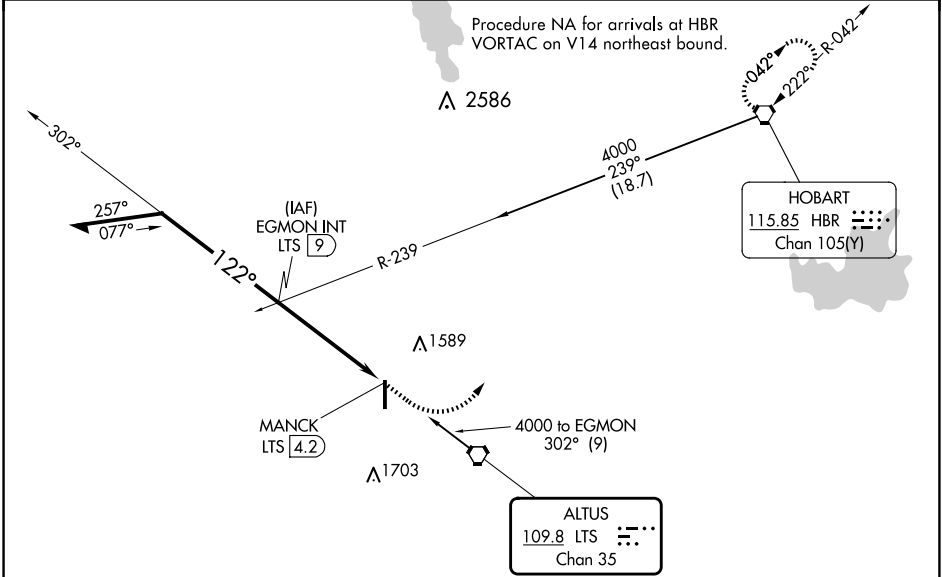 Procedure NA for arrivals at HBR
VORTAC on V14 northeast bound.
2586
042°
R-042
222°
4000
239°
(18.7)
HOBART
115.85 HBR
Chan 105(Y)
302°
257°
077°
(IAF)
EGMON INT
LTS 9
122°
R-239
1589
MANCK
LTS 4.2
4000 to EGMON
302° (9)
1703
ALTUS
109.8 LTS
Chan 35